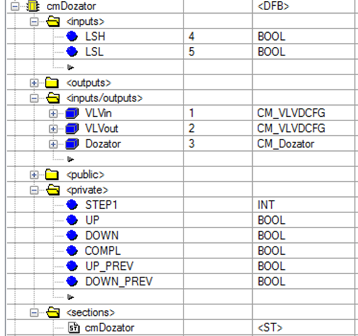 cmDozator <DFB>
<inputs>
LSH 4 BOOL
LSL 5 BOOL
<outputs>
<inputs/outputs>
VLVin 1 CM_VLVDCFG
VLVout 2 CM_VLVDCFG
Dozator 3 CM_Dozator
<public>
<private>
STEP1 INT
UP BOOL
DOWN BOOL
COMPL BOOL
UP_PREV BOOL
DOWN_PREV BOOL
<sections>
cmDozator <ST>